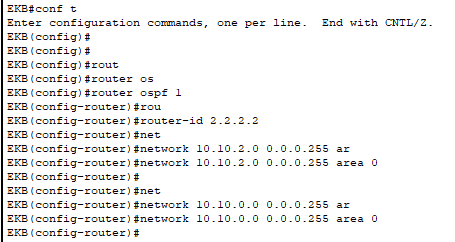 EKB#conf t
Enter configuration commands, one per line.  End with CNTL/Z.
EKB(config)#
EKB(config)#
EKB(config)#rout
EKB(config)#router os
EKB(config)#router ospf 1
EKB(config-router)#rou
EKB(config-router)#router-id 2.2.2.2
EKB(config-router)#net
EKB(config-router)#network 10.10.2.0 0.0.0.255 ar
EKB(config-router)#network 10.10.2.0 0.0.0.255 area 0
EKB(config-router)#
EKB(config-router)#net
EKB(config-router)#network 10.10.0.0 0.0.0.255 ar
EKB(config-router)#network 10.10.0.0 0.0.0.255 area 0
EKB(config-router)#